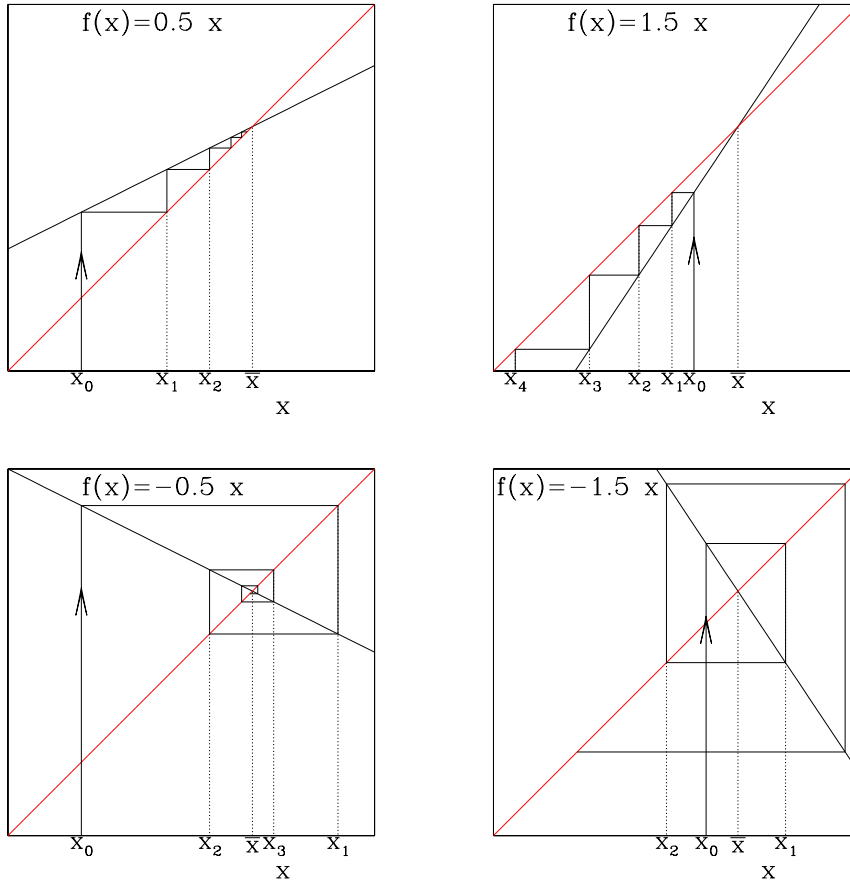 f(x)=0.5 x
x₀ x₁ x₂ x̅
x
f(x)=1.5 x
x₄ x₃ x₂ x₁ x₀ x̅
x
f(x)=−0.5 x
x₀ x₂ x̅ x₃ x₁
x
f(x)=−1.5 x
x₂ x₀ x̅ x₁
x